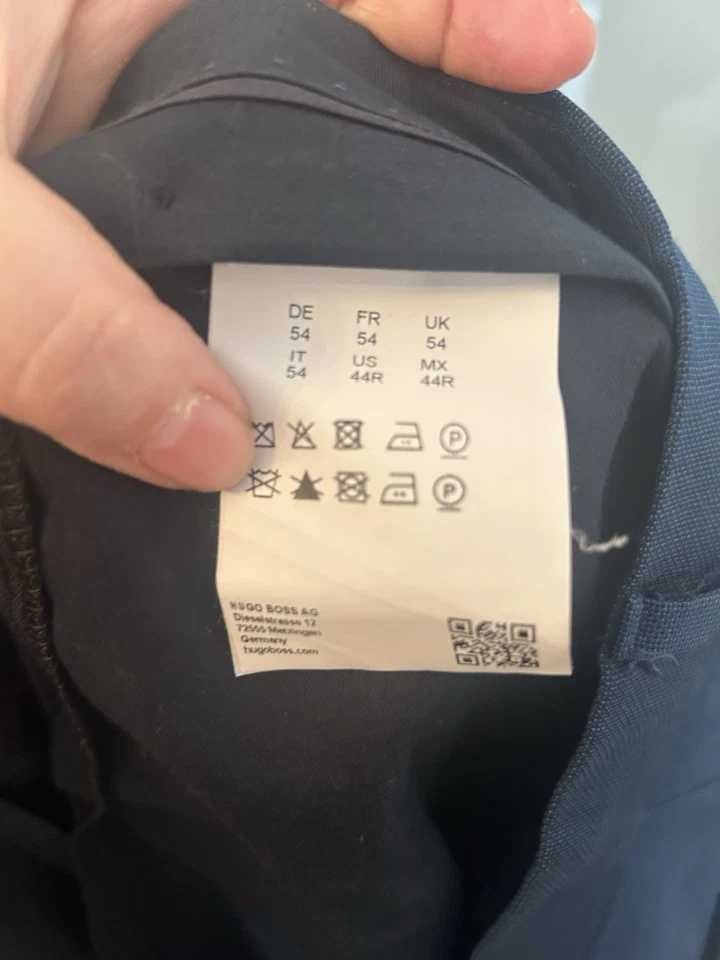 DE FR UK
54 54 54
IT US MX
54 44R 44R
P
P
HUGO BOSS AG
Dieselstrasse 12
72555 Metzingen
Germany
hugoboss.com